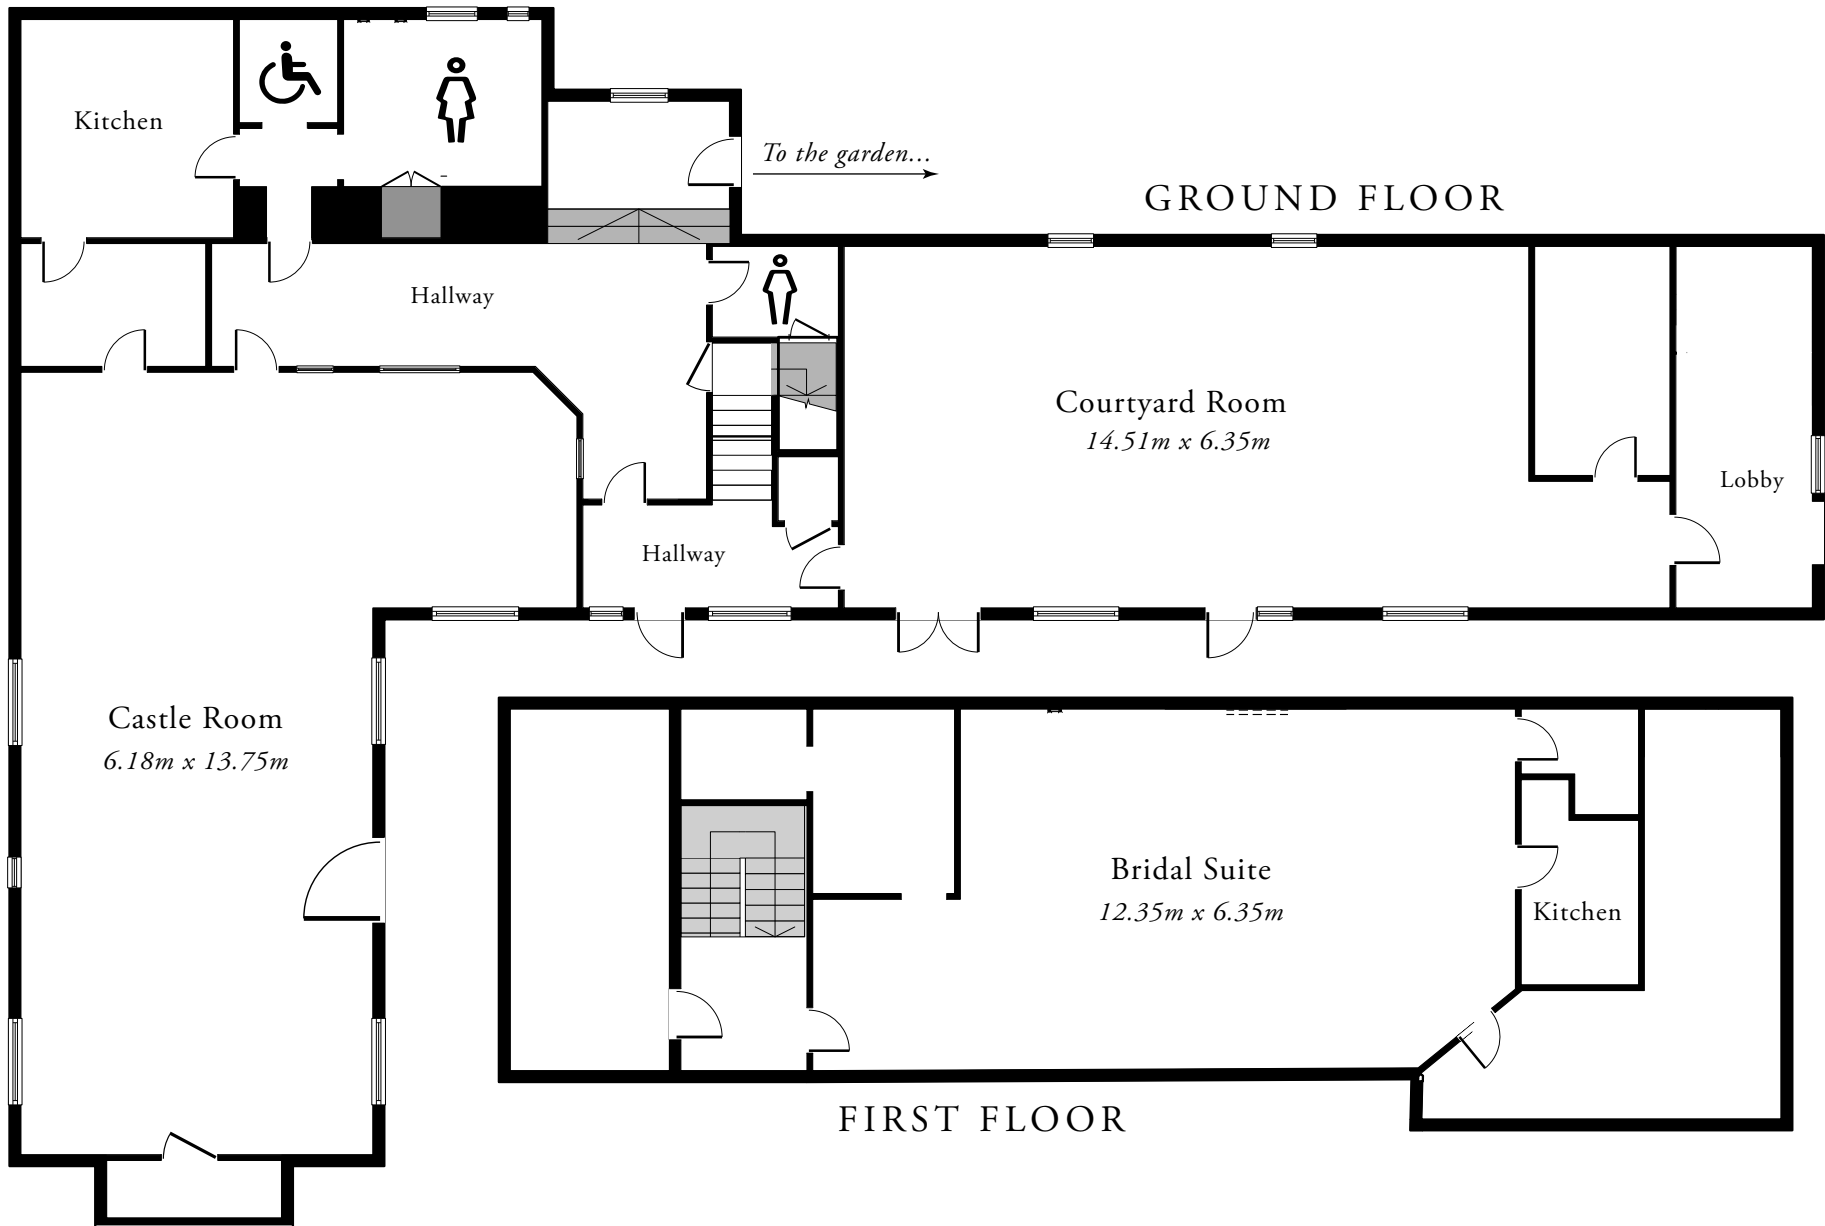 Kitchen
To the garden...
GROUND FLOOR
Hallway
Courtyard Room
14.51m x 6.35m
Lobby
Hallway
Castle Room
6.18m x 13.75m
Bridal Suite
12.35m x 6.35m
Kitchen
FIRST FLOOR